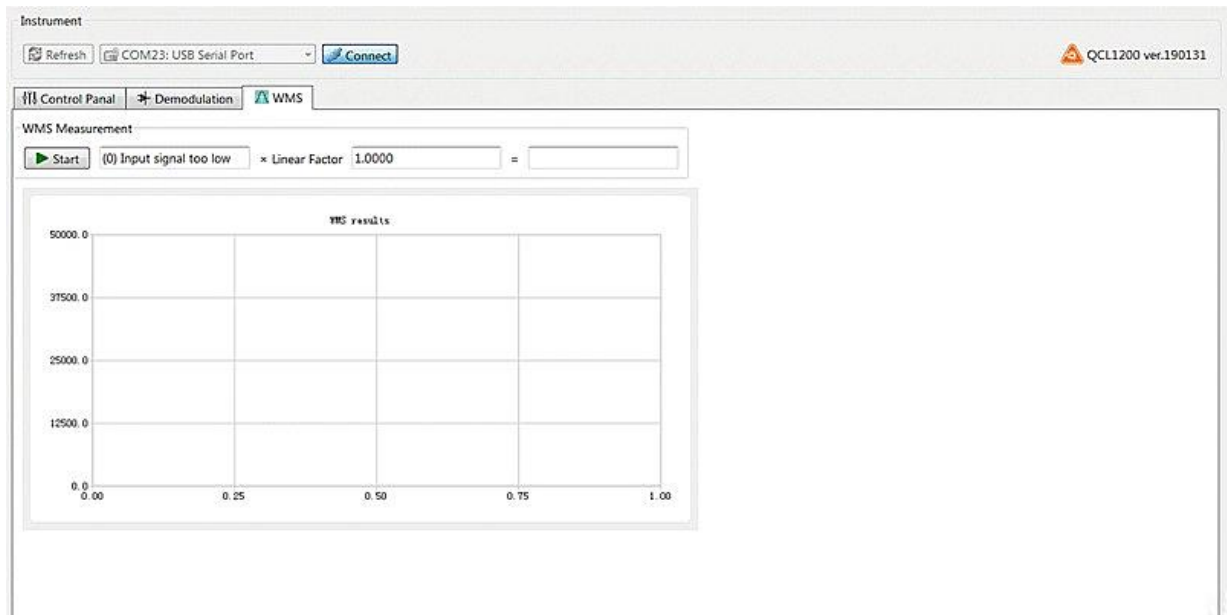 Instrument
Refresh COM23: USB Serial Port Connect QCL1200 ver.190131
Control Panal Demodulation WMS
WMS Measurement
Start (0) Input signal too low × Linear Factor 1.0000 =
WMS results
50000.0
37500.0
25000.0
12500.0
0.0
0.00 0.25 0.50 0.75 1.00